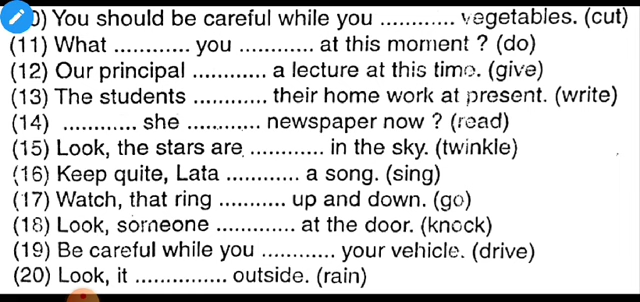 0) You should be careful while you ............ vegetables. (cut)
(11) What ............ you ............ at this moment ? (do)
(12) Our principal ............ a lecture at this time. (give)
(13) The students ............ their home work at present. (write)
(14) ............ she ............ newspaper now ? (read)
(15) Look, the stars are ............ in the sky. (twinkle)
(16) Keep quite, Lata ............ a song. (sing)
(17) Watch, that ring ........... up and down. (go)
(18) Look, someone ............. at the door. (knock)
(19) Be careful while you ............ your vehicle. (drive)
(20) Look, it ............... outside. (rain)